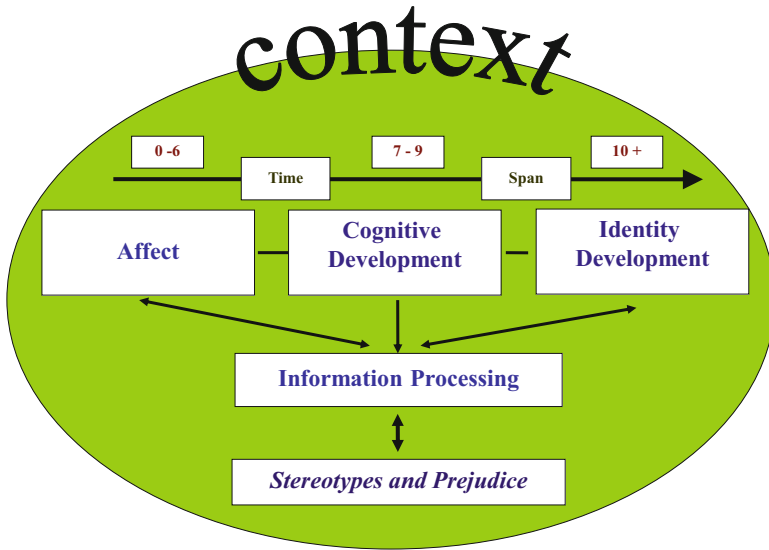 context
0 -6
7 - 9
10 +
Time
Span
Affect
Cognitive
Development
Identity
Development
Information Processing
Stereotypes and Prejudice